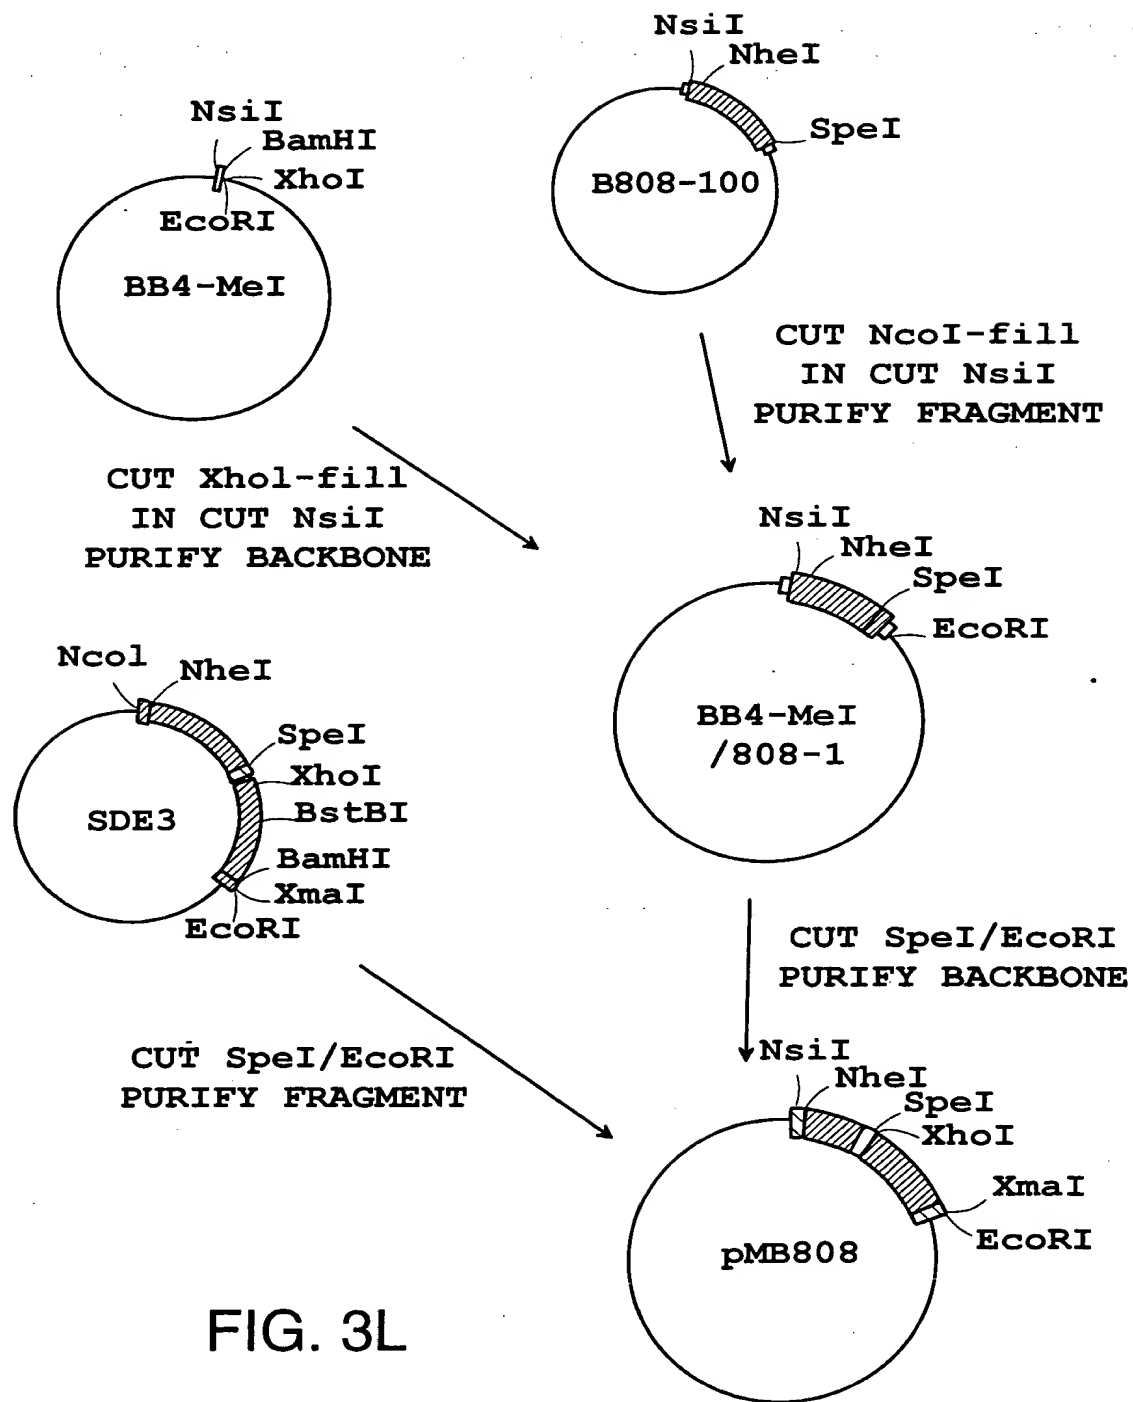 NsiI
NheI
SpeI
B808-100
NsiI
BamHI
XhoI
EcoRI
BB4-MeI
CUT NcoI-fill
IN CUT NsiI
PURIFY FRAGMENT
CUT Xhol-fill
IN CUT NsiI
PURIFY BACKBONE
NsiI
NheI
SpeI
EcoRI
BB4-MeI
/808-1
Ncol
NheI
SpeI
XhoI
BstBI
SDE3
BamHI
XmaI
EcoRI
CUT SpeI/EcoRI
PURIFY BACKBONE
CUT SpeI/EcoRI
PURIFY FRAGMENT
NsiI
NheI
SpeI
XhoI
XmaI
EcoRI
pMB808
FIG. 3L